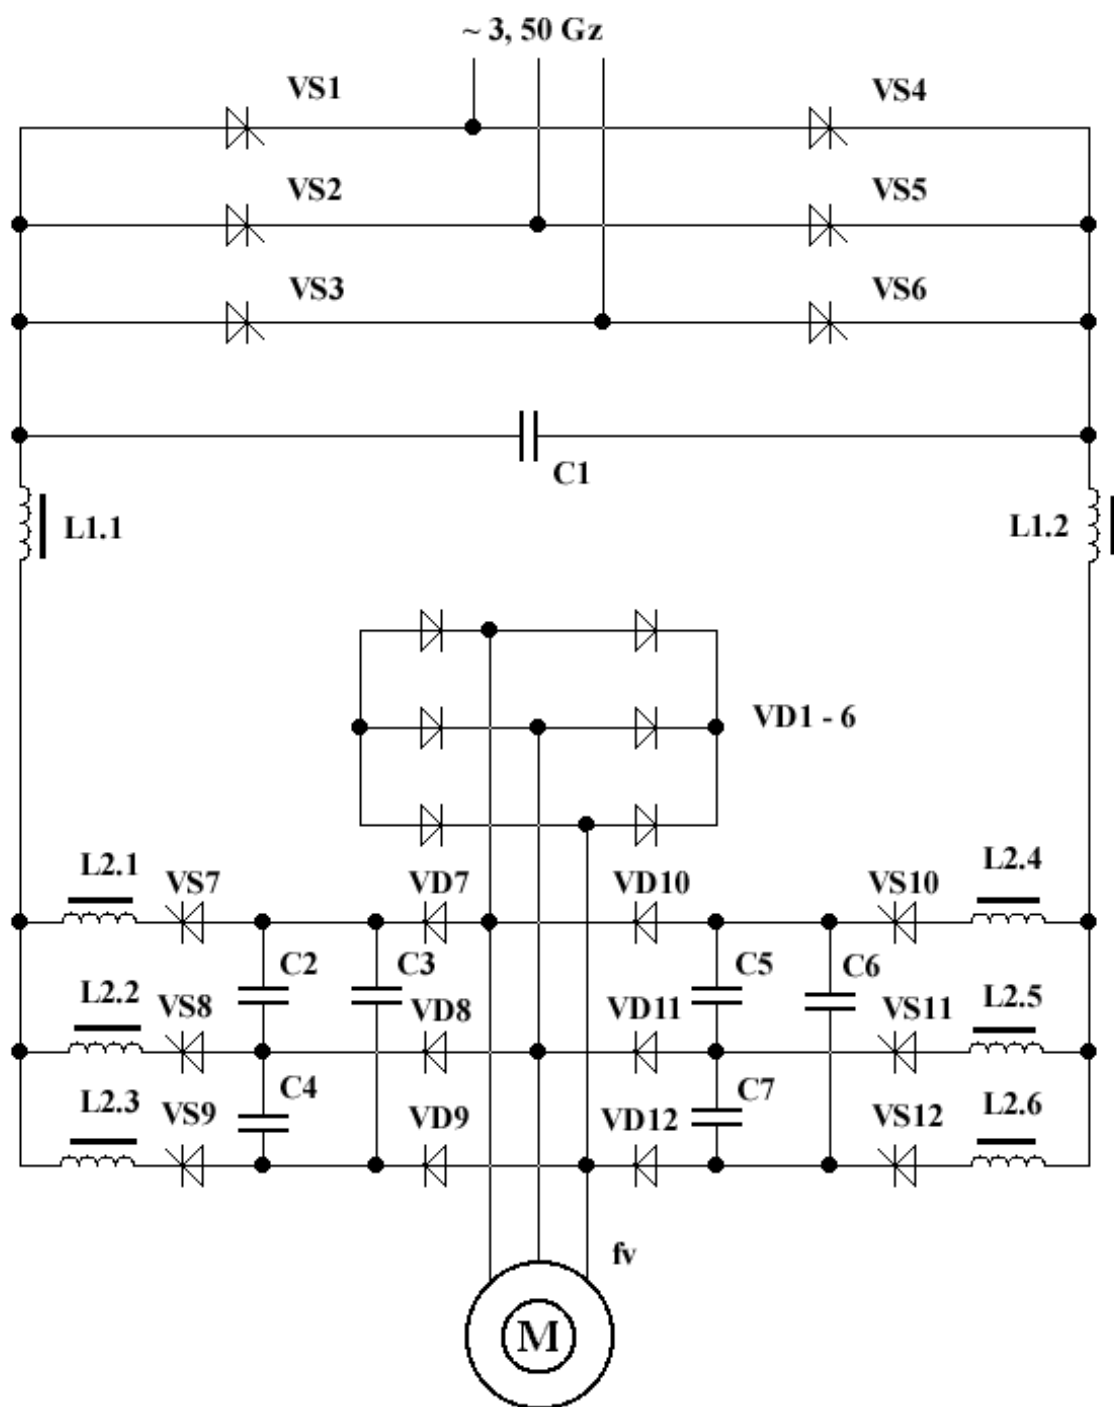 ~ 3, 50 Gz
VS1
VS4
VS2
VS5
VS3
VS6
C1
L1.1
L1.2
VD1 - 6
L2.1
VS7
VD7
VD10
VS10
L2.4
C2
C3
C5
C6
L2.2
VS8
VD8
VD11
VS11
L2.5
C4
C7
L2.3
VS9
VD9
VD12
VS12
L2.6
fv
M